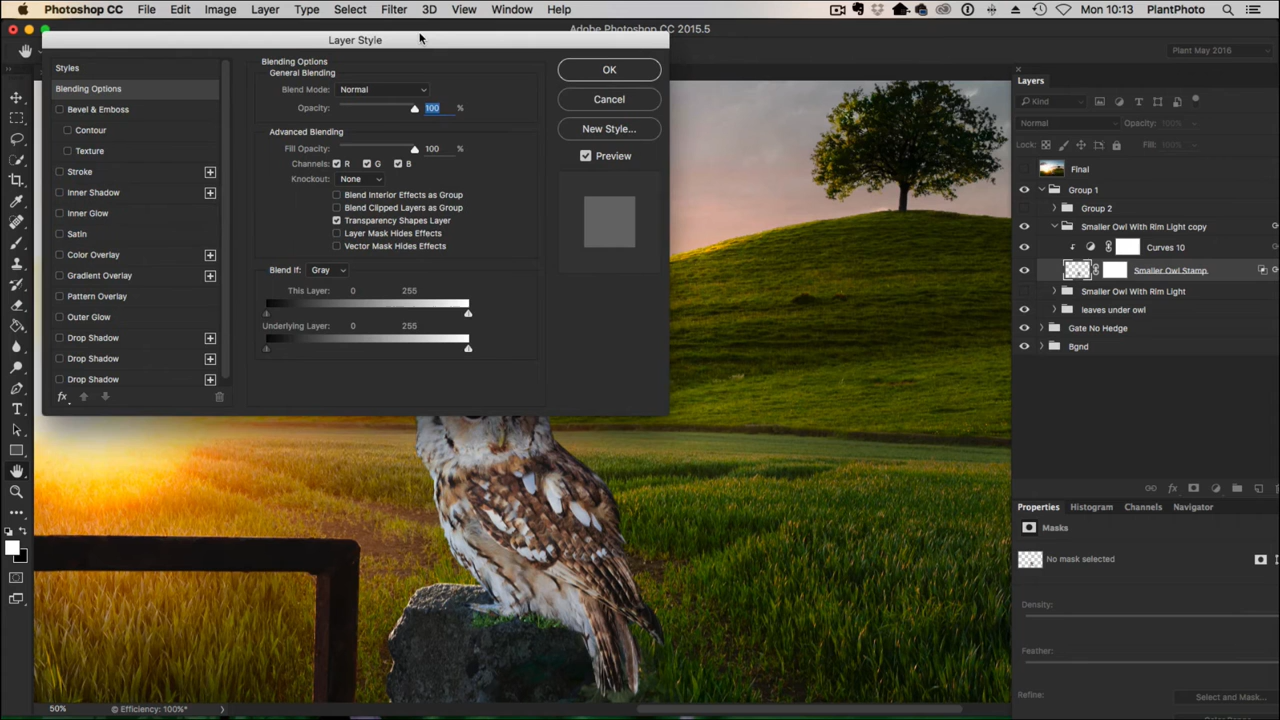 Photoshop CC File Edit Image Layer Type Select Filter 3D View Window Help Mon 10:13 PlantPhoto
Adobe Photoshop CC 2015.5
Layer Style
Plant May 2016
Styles
Blending Options
Bevel & Emboss
Contour
Texture
Stroke
Inner Shadow
Inner Glow
Satin
Color Overlay
Gradient Overlay
Pattern Overlay
Outer Glow
Drop Shadow
Drop Shadow
Drop Shadow
fx
Blending Options
General Blending
Blend Mode: Normal
Opacity: 100 %
Advanced Blending
Fill Opacity: 100 %
Channels: R G B
Knockout: None
Blend Interior Effects as Group
Blend Clipped Layers as Group
Transparency Shapes Layer
Layer Mask Hides Effects
Vector Mask Hides Effects
Blend If: Gray
This Layer: 0 255
Underlying Layer: 0 255
OK
Cancel
New Style...
Preview
Layers
Kind
Normal Opacity: 100%
Lock: Fill: 100%
Final
Group 1
Group 2
Smaller Owl With Rim Light copy
Curves 10
Smaller Owl Stamp
Smaller Owl With Rim Light
leaves under owl
Gate No Hedge
Bgnd
fx
Properties Histogram Channels Navigator
Masks
No mask selected
Density:
Feather:
Refine: Select and Mask...
50% Efficiency: 100%*